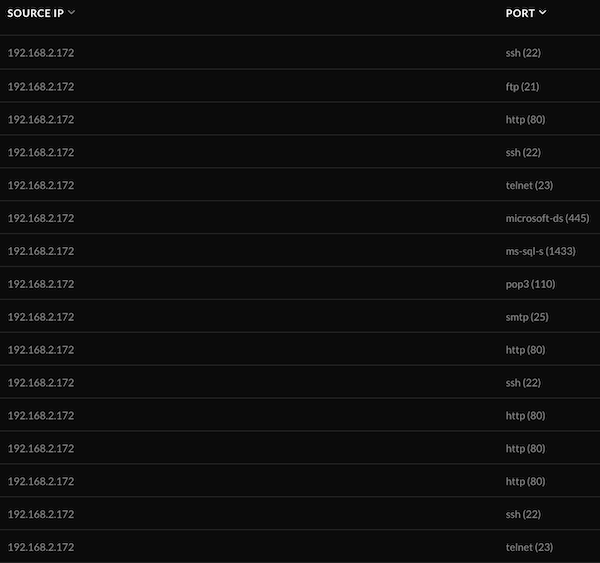 SOURCE IP PORT
192.168.2.172 ssh (22)
192.168.2.172 ftp (21)
192.168.2.172 http (80)
192.168.2.172 ssh (22)
192.168.2.172 telnet (23)
192.168.2.172 microsoft-ds (445)
192.168.2.172 ms-sql-s (1433)
192.168.2.172 pop3 (110)
192.168.2.172 smtp (25)
192.168.2.172 http (80)
192.168.2.172 ssh (22)
192.168.2.172 http (80)
192.168.2.172 http (80)
192.168.2.172 http (80)
192.168.2.172 ssh (22)
192.168.2.172 telnet (23)